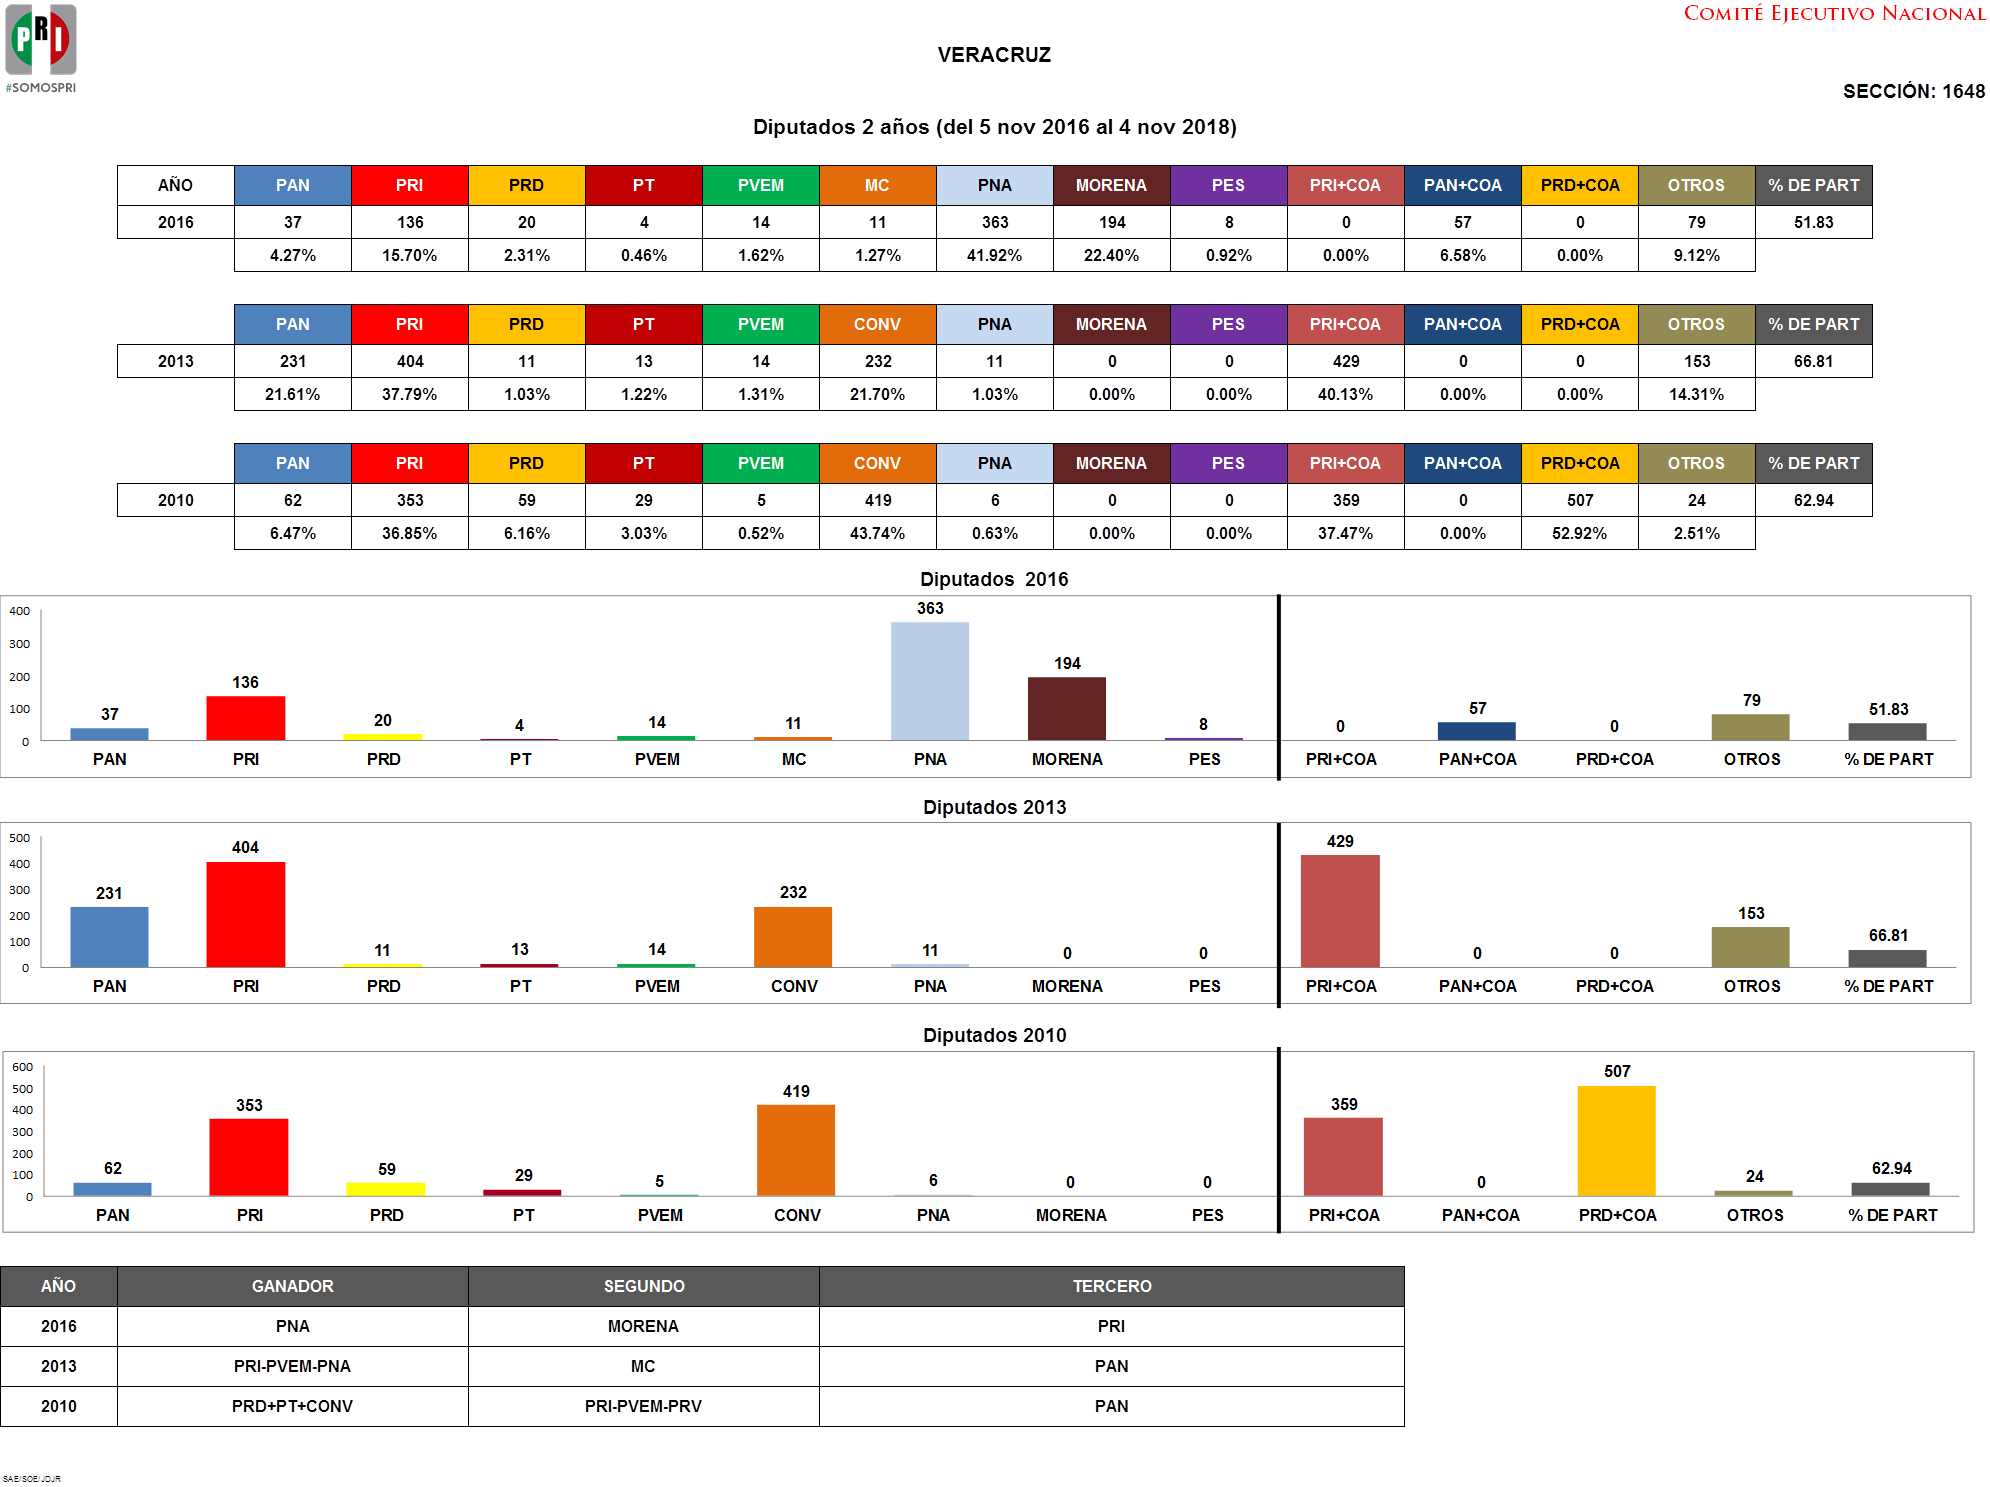 PRI
#SOMOSPRI
COMITÉ EJECUTIVO NACIONAL
VERACRUZ
SECCIÓN: 1648
Diputados 2 años (del 5 nov 2016 al 4 nov 2018)
AÑO PAN PRI PRD PT PVEM MC PNA MORENA PES PRI+COA PAN+COA PRD+COA OTROS % DE PART
2016 37 136 20 4 14 11 363 194 8 0 57 0 79 51.83
4.27% 15.70% 2.31% 0.46% 1.62% 1.27% 41.92% 22.40% 0.92% 0.00% 6.58% 0.00% 9.12%
PAN PRI PRD PT PVEM CONV PNA MORENA PES PRI+COA PAN+COA PRD+COA OTROS % DE PART
2013 231 404 11 13 14 232 11 0 0 429 0 0 153 66.81
21.61% 37.79% 1.03% 1.22% 1.31% 21.70% 1.03% 0.00% 0.00% 40.13% 0.00% 0.00% 14.31%
PAN PRI PRD PT PVEM CONV PNA MORENA PES PRI+COA PAN+COA PRD+COA OTROS % DE PART
2010 62 353 59 29 5 419 6 0 0 359 0 507 24 62.94
6.47% 36.85% 6.16% 3.03% 0.52% 43.74% 0.63% 0.00% 0.00% 37.47% 0.00% 52.92% 2.51%
Diputados 2016
400
300
200
100
0
37 136 20 4 14 11 363 194 8 0 57 0 79 51.83
PAN PRI PRD PT PVEM MC PNA MORENA PES PRI+COA PAN+COA PRD+COA OTROS % DE PART
Diputados 2013
500
400
300
200
100
0
231 404 11 13 14 232 11 0 0 429 0 0 153 66.81
PAN PRI PRD PT PVEM CONV PNA MORENA PES PRI+COA PAN+COA PRD+COA OTROS % DE PART
Diputados 2010
600
500
400
300
200
100
0
62 353 59 29 5 419 6 0 0 359 0 507 24 62.94
PAN PRI PRD PT PVEM CONV PNA MORENA PES PRI+COA PAN+COA PRD+COA OTROS % DE PART
AÑO GANADOR SEGUNDO TERCERO
2016 PNA MORENA PRI
2013 PRI-PVEM-PNA MC PAN
2010 PRD+PT+CONV PRI-PVEM-PRV PAN
SAE/SOE/JDJR